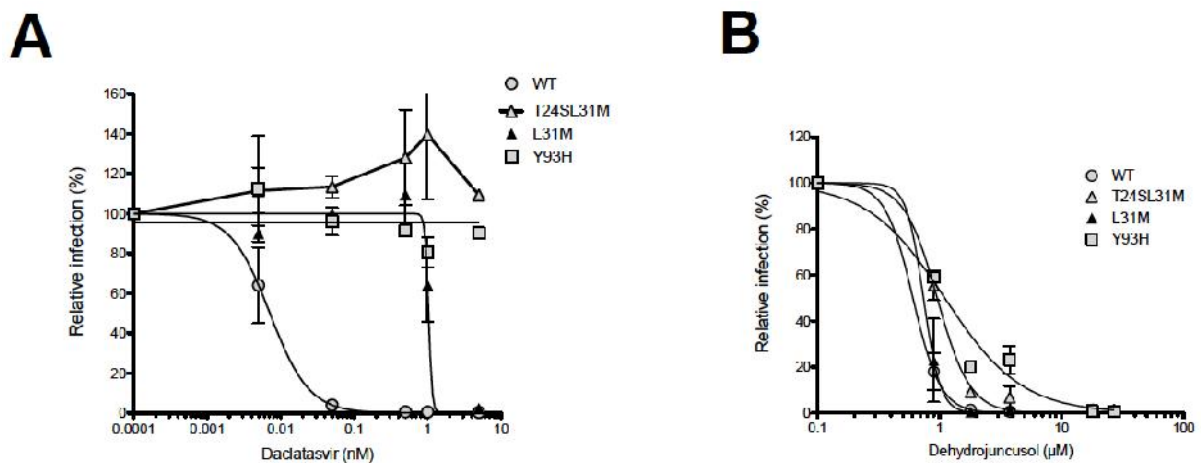 A
B
WT
T24SL31M
L31M
Y93H
160
140
120
100
80
60
40
20
0
Relative infection (%)
0.0001 0.001 0.01 0.1 1 10
Daclatasvir (nM)
120
100
80
60
40
20
0
Relative infection (%)
WT
T24SL31M
L31M
Y93H
0.1 1 10 100
Dehydrojuncusol (μM)